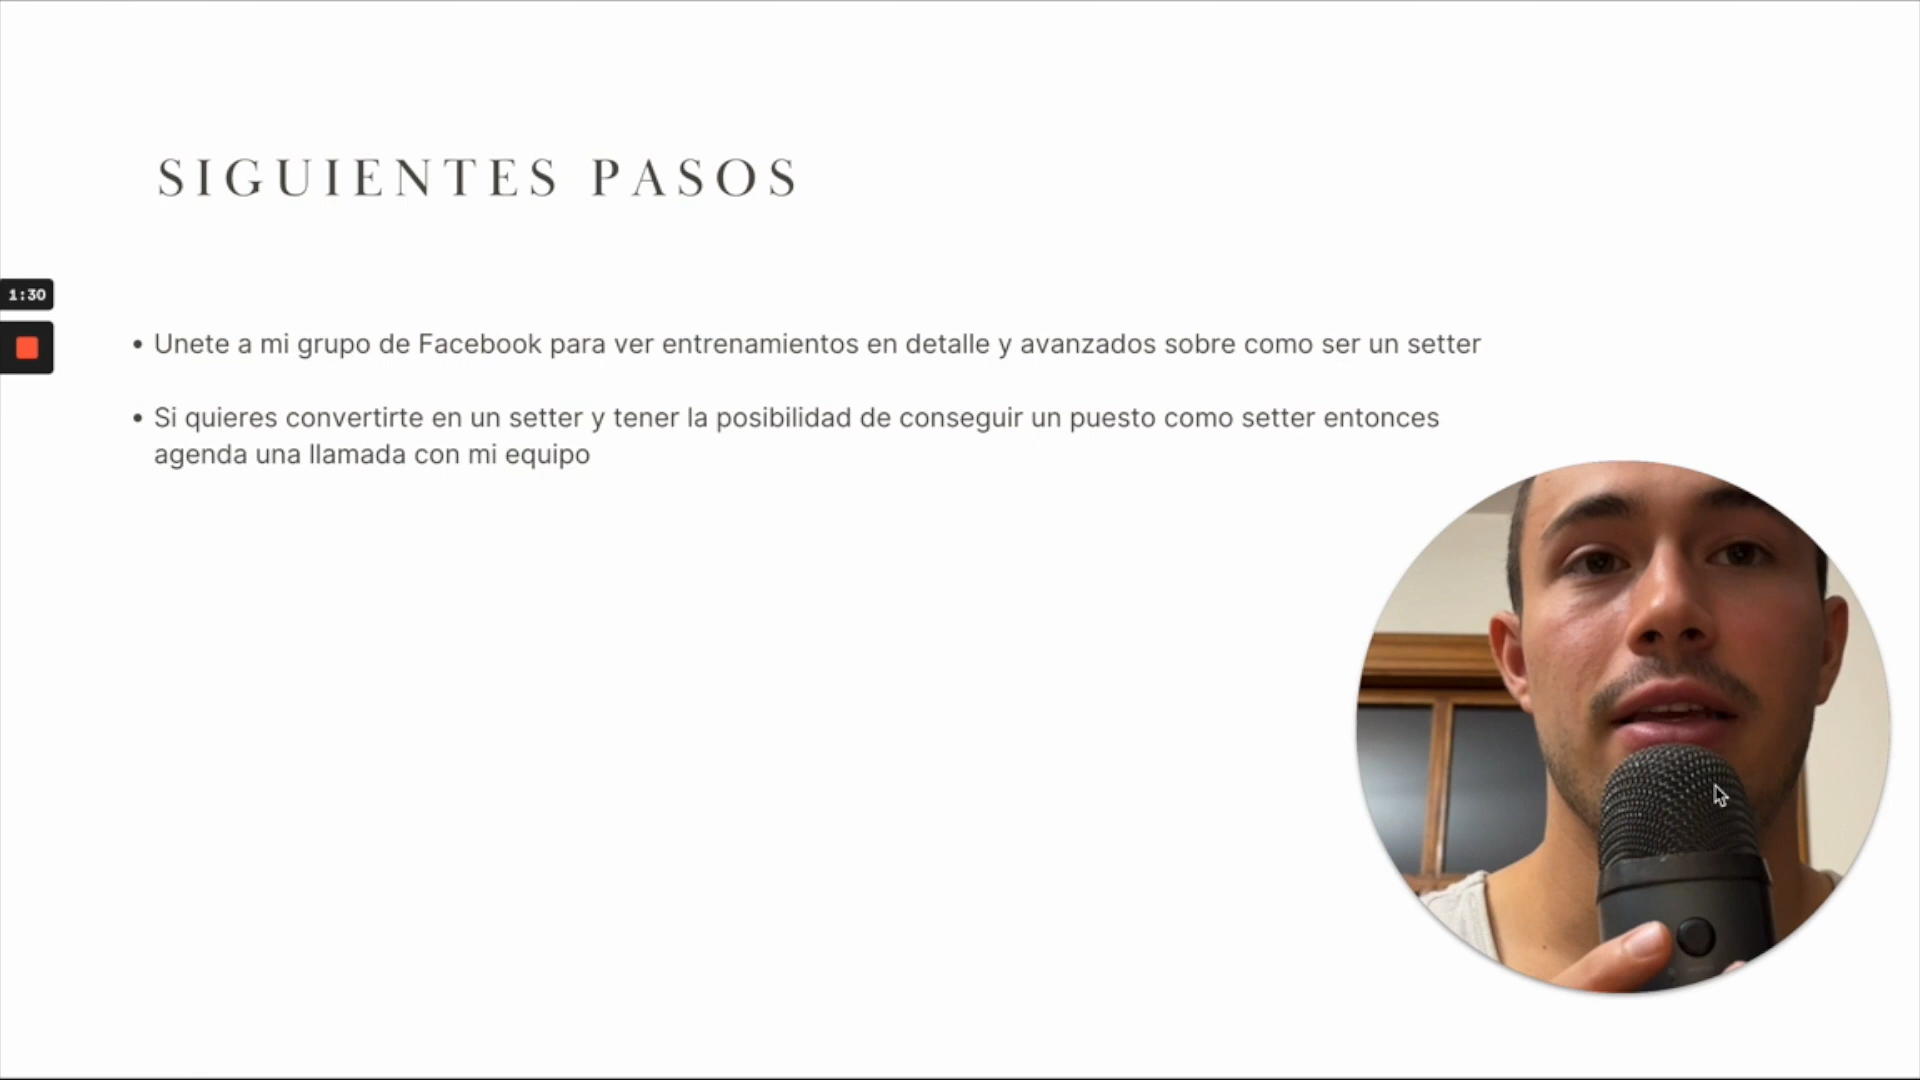 SIGUIENTES PASOS
1:30
• Unete a mi grupo de Facebook para ver entrenamientos en detalle y avanzados sobre como ser un setter
• Si quieres convertirte en un setter y tener la posibilidad de conseguir un puesto como setter entonces
agenda una llamada con mi equipo